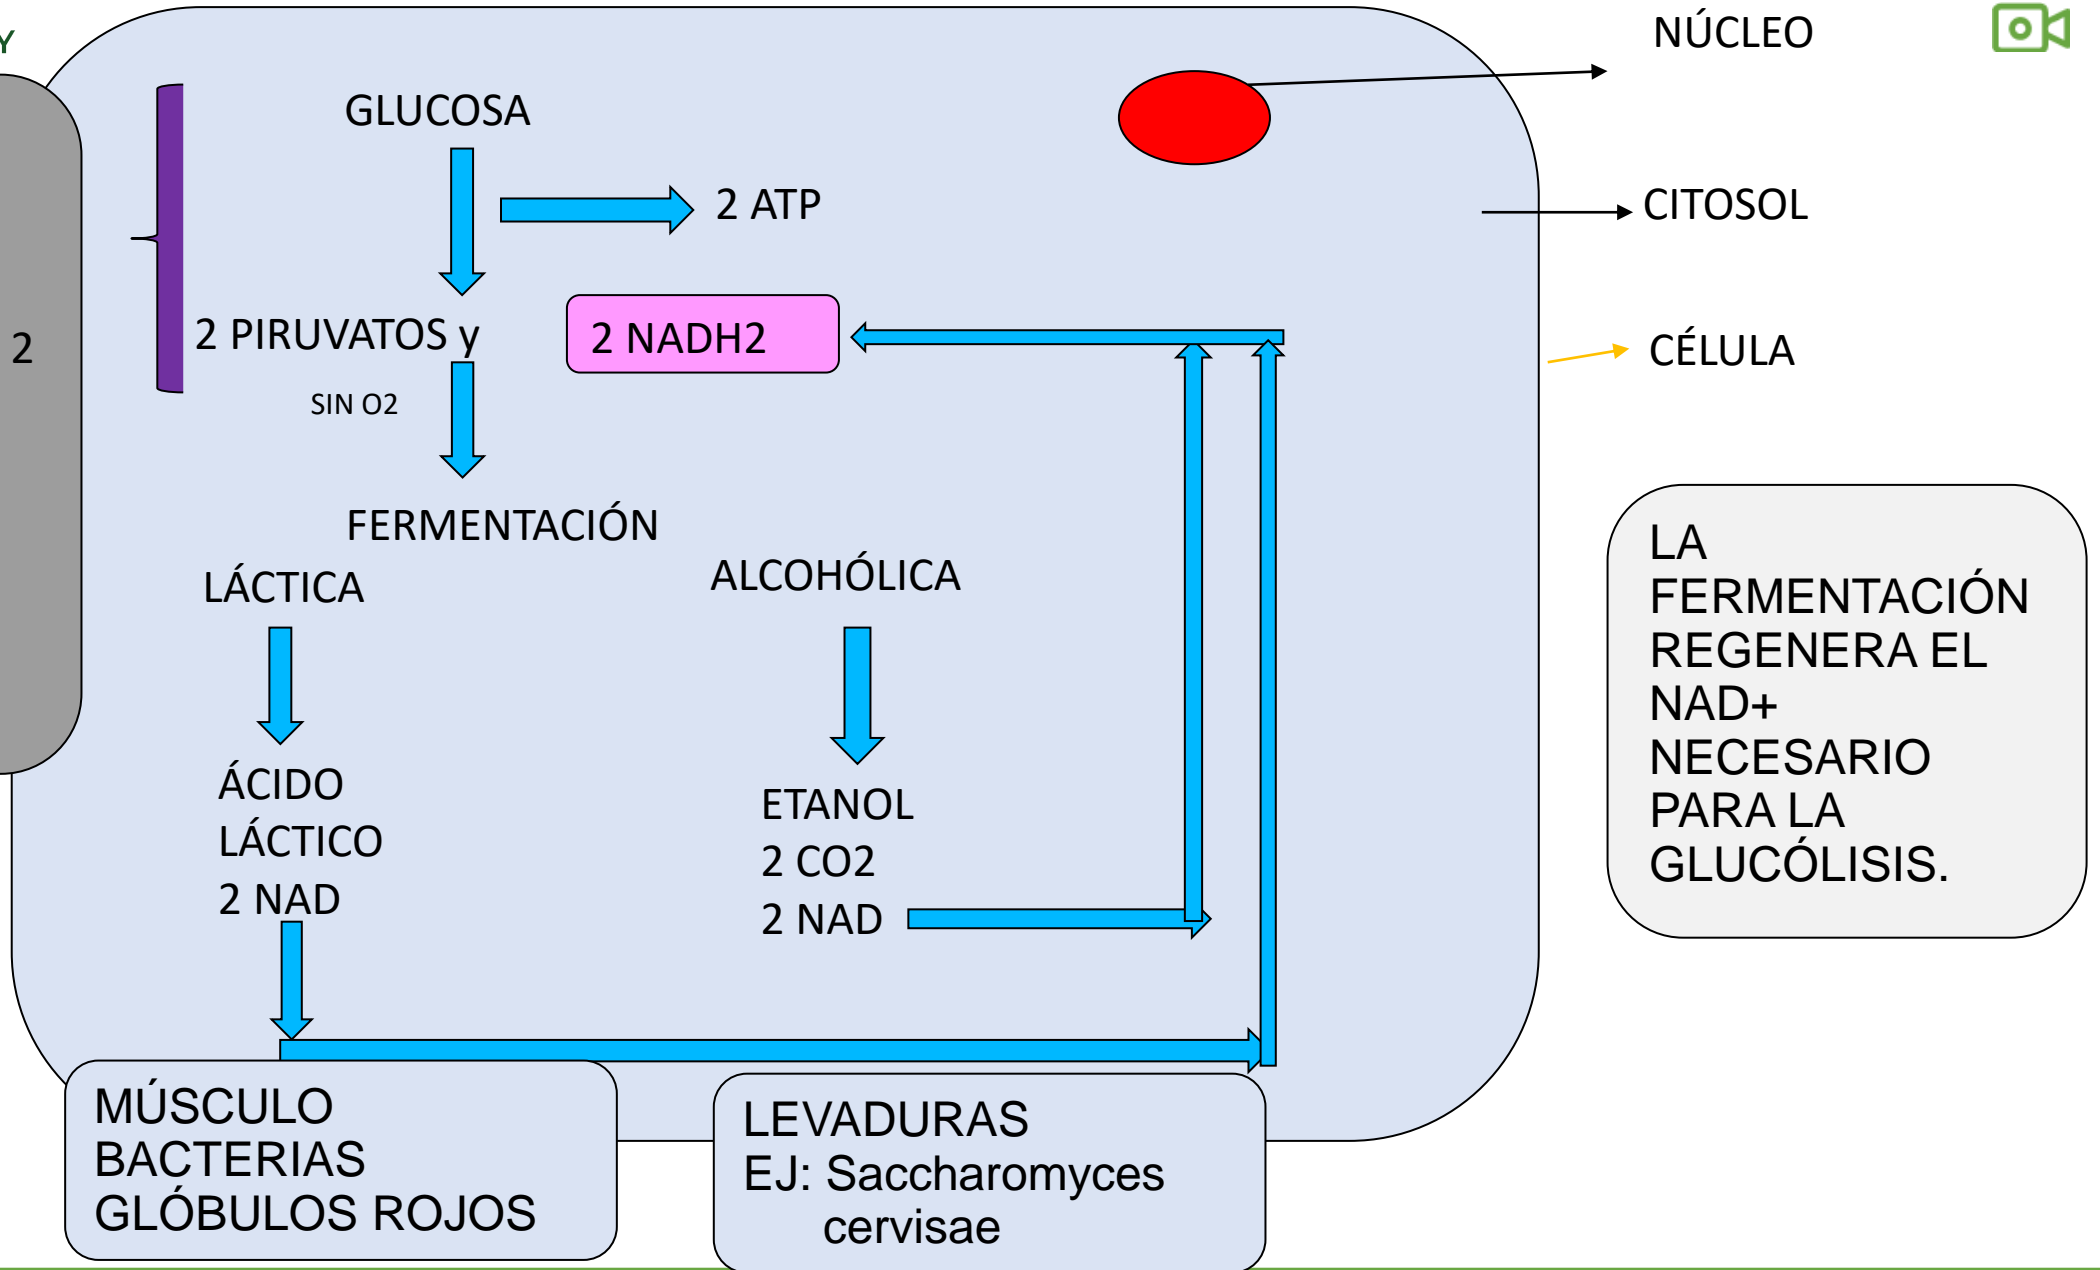 Y
NÚCLEO
GLUCOSA
2 ATP
CITOSOL
2
2 PIRUVATOS y
2 NADH2
CÉLULA
SIN O2
FERMENTACIÓN
LÁCTICA
ALCOHÓLICA
ÁCIDO
LÁCTICO
2 NAD
ETANOL
2 CO2
2 NAD
LA
FERMENTACIÓN
REGENERA EL
NAD+
NECESARIO
PARA LA
GLUCÓLISIS.
MÚSCULO
BACTERIAS
GLÓBULOS ROJOS
LEVADURAS
EJ: Saccharomyces
cervisae